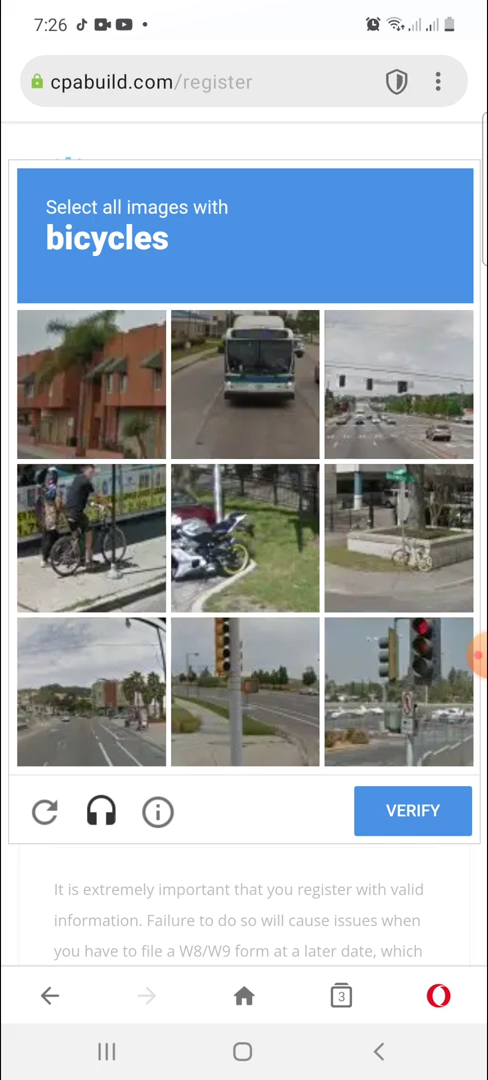 7:26
cpabuild.com/register
Select all images with
bicycles
VERIFY
It is extremely important that you register with valid
information. Failure to do so will cause issues when
you have to file a W8/W9 form at a later date, which
3